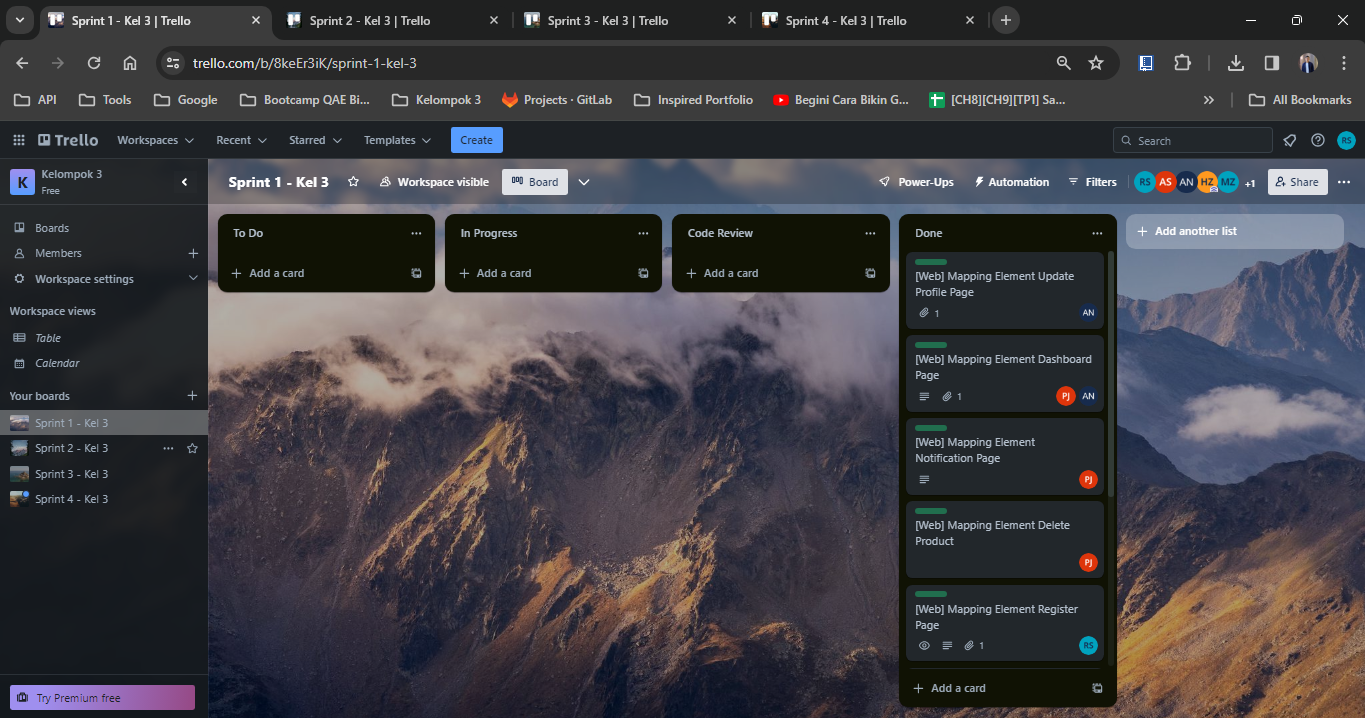 Sprint 1 - Kel 3 | Trello
Sprint 2 - Kel 3 | Trello
Sprint 3 - Kel 3 | Trello
Sprint 4 - Kel 3 | Trello
trello.com/b/8keEr3iK/sprint-1-kel-3
API
Tools
Google
Bootcamp QAE Bi...
Kelompok 3
Projects · GitLab
Inspired Portfolio
Begini Cara Bikin G...
[CH8][CH9][TP1] Sa...
All Bookmarks
Trello
Workspaces
Recent
Starred
Templates
Create
Search
RS
K
Kelompok 3
Free
Boards
Members
Workspace settings
Workspace views
Table
Calendar
Your boards
Sprint 1 - Kel 3
Sprint 2 - Kel 3
Sprint 3 - Kel 3
Sprint 4 - Kel 3
Try Premium free
Sprint 1 - Kel 3
Workspace visible
Board
Power-Ups
Automation
Filters
RS
AS
AN
HZ
MZ
+1
Share
To Do
Add a card
In Progress
Add a card
Code Review
Add a card
Done
[Web] Mapping Element Update
Profile Page
1
AN
[Web] Mapping Element Dashboard
Page
1
PJ
AN
[Web] Mapping Element
Notification Page
PJ
[Web] Mapping Element Delete
Product
PJ
[Web] Mapping Element Register
Page
1
RS
Add a card
Add another list